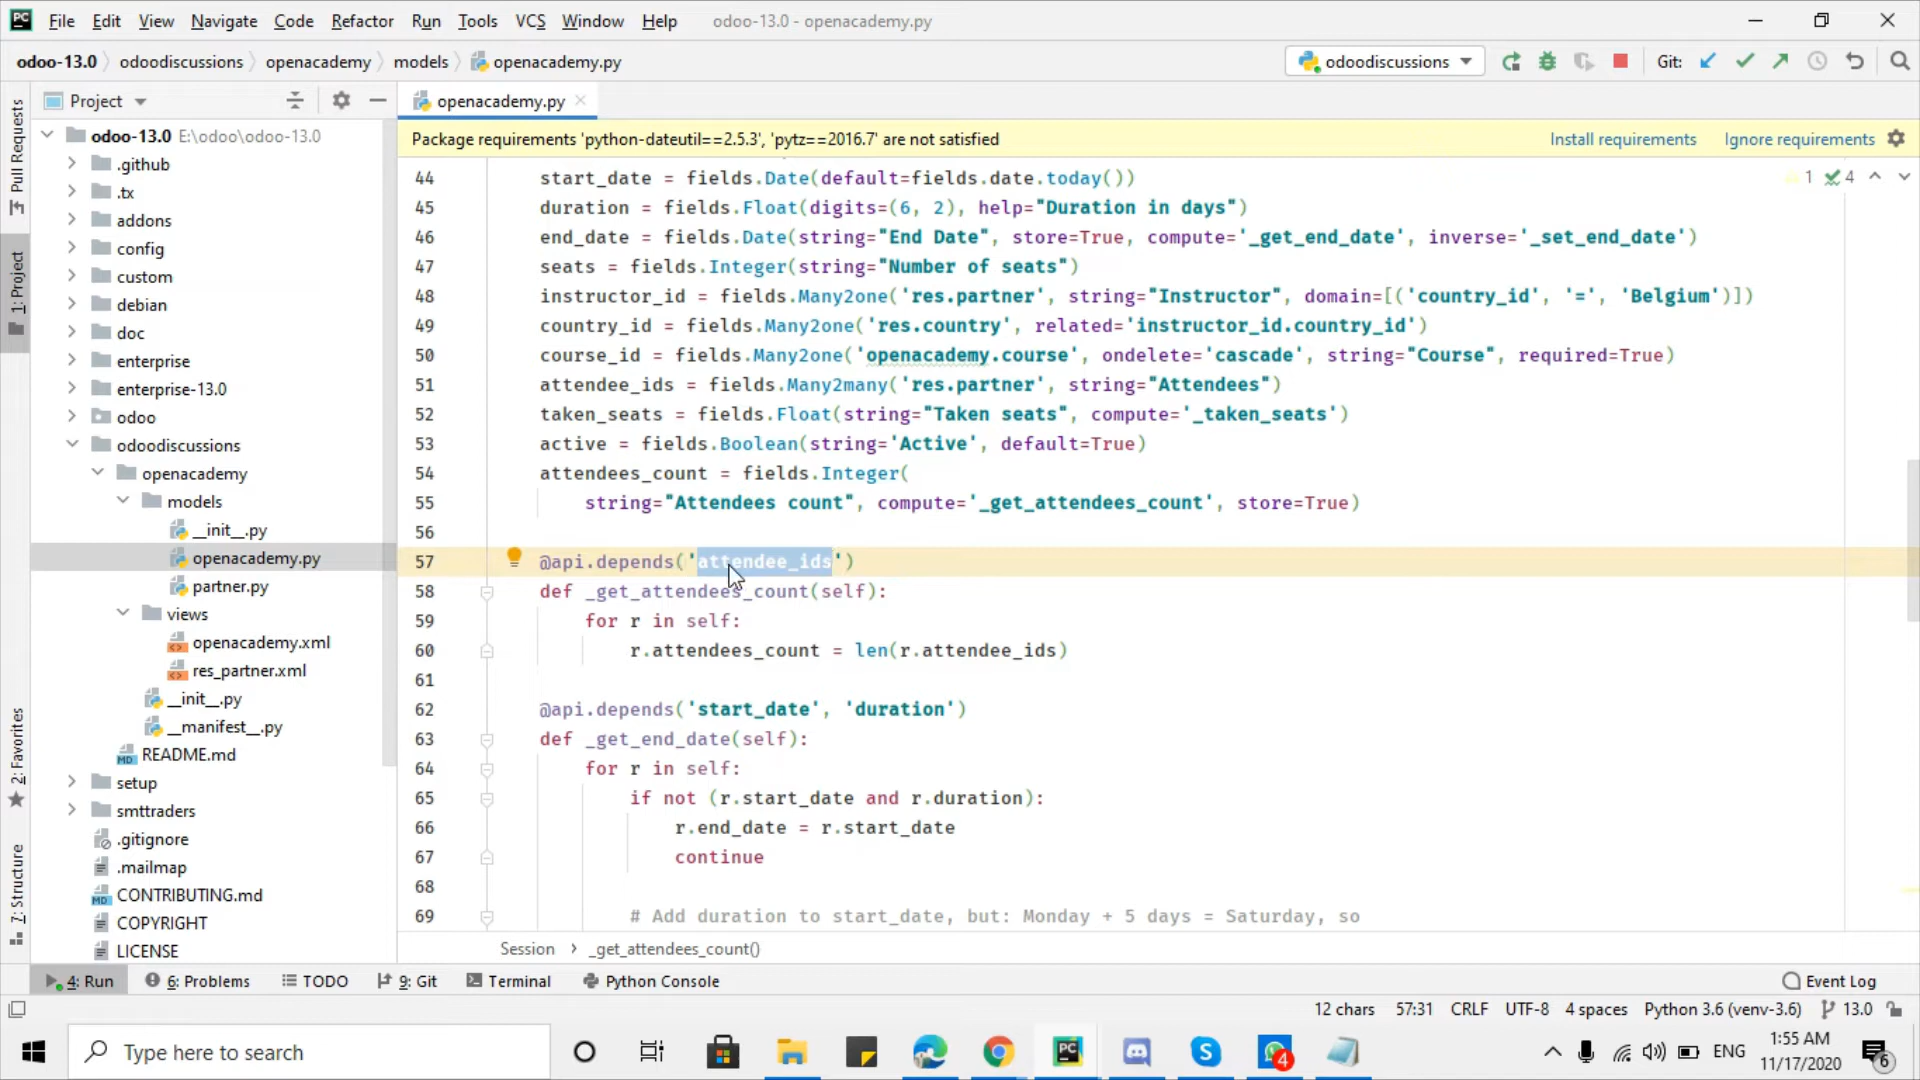 PC File Edit View Navigate Code Refactor Run Tools VCS Window Help odoo-13.0 - openacademy.py
odoo-13.0 odoodiscussions openacademy models openacademy.py odoodiscussions Git:
Project openacademy.py
Package requirements 'python-dateutil==2.5.3', 'pytz==2016.7' are not satisfied Install requirements Ignore requirements
Pull Requests
1: Project
2: Favorites
7: Structure
odoo-13.0 E:\odoo\odoo-13.0
.github
.tx
addons
config
custom
debian
doc
enterprise
enterprise-13.0
odoo
odoodiscussions
openacademy
models
__init__.py
openacademy.py
partner.py
views
openacademy.xml
res_partner.xml
__init__.py
__manifest__.py
README.md
setup
smttraders
.gitignore
.mailmap
CONTRIBUTING.md
COPYRIGHT
LICENSE
1 4
44 start_date = fields.Date(default=fields.date.today())
45 duration = fields.Float(digits=(6, 2), help="Duration in days")
46 end_date = fields.Date(string="End Date", store=True, compute='_get_end_date', inverse='_set_end_date')
47 seats = fields.Integer(string="Number of seats")
48 instructor_id = fields.Many2one('res.partner', string="Instructor", domain=[('country_id', '=', 'Belgium')])
49 country_id = fields.Many2one('res.country', related='instructor_id.country_id')
50 course_id = fields.Many2one('openacademy.course', ondelete='cascade', string="Course", required=True)
51 attendee_ids = fields.Many2many('res.partner', string="Attendees")
52 taken_seats = fields.Float(string="Taken seats", compute='_taken_seats')
53 active = fields.Boolean(string='Active', default=True)
54 attendees_count = fields.Integer(
55 string="Attendees count", compute='_get_attendees_count', store=True)
56
57 @api.depends('attendee_ids')
58 def _get_attendees_count(self):
59 for r in self:
60 r.attendees_count = len(r.attendee_ids)
61
62 @api.depends('start_date', 'duration')
63 def _get_end_date(self):
64 for r in self:
65 if not (r.start_date and r.duration):
66 r.end_date = r.start_date
67 continue
68
69 # Add duration to start_date, but: Monday + 5 days = Saturday, so
Session _get_attendees_count()
4: Run 6: Problems TODO 9: Git Terminal Python Console Event Log
12 chars 57:31 CRLF UTF-8 4 spaces Python 3.6 (venv-3.6) 13.0
Type here to search PC S 4 ENG 1:55 AM
11/17/2020 6